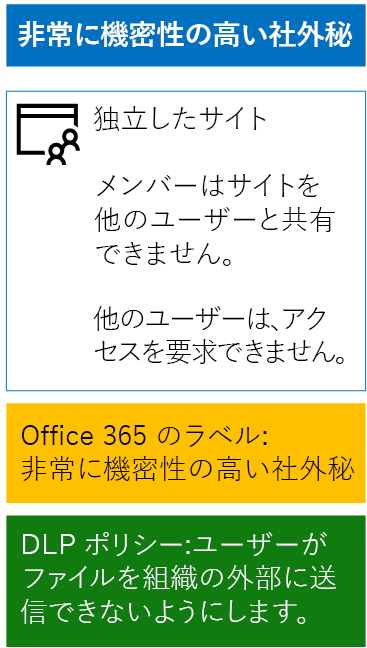 非常に機密性の高い社外秘
独立したサイト
メンバーはサイトを
他のユーザーと共有
できません。
他のユーザーは、アク
セスを要求できません。
Office 365 のラベル:
非常に機密性の高い社外秘
DLP ポリシー:ユーザーが
ファイルを組織の外部に送
信できないようにします。